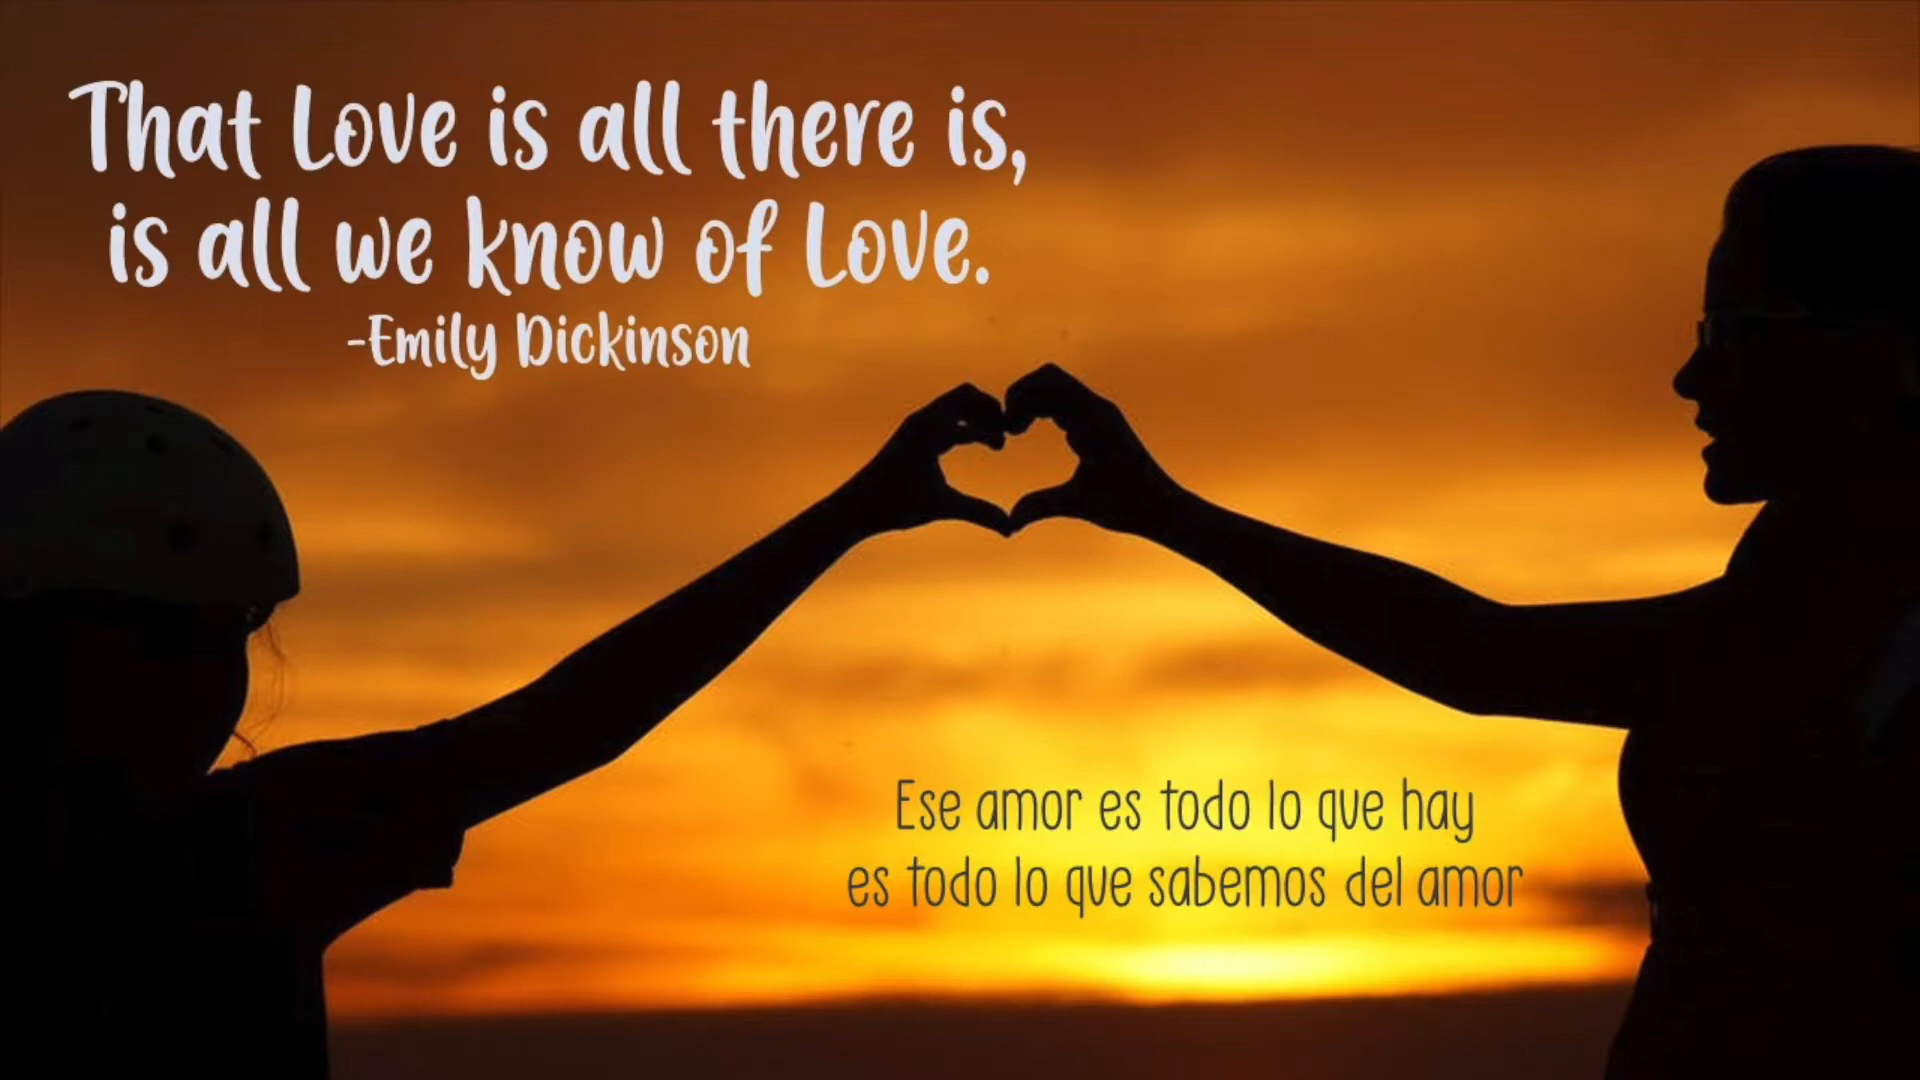 That Love is all there is,
is all we know of Love.
-Emily Dickinson
Ese amor es todo lo que hay
es todo lo que sabemos del amor